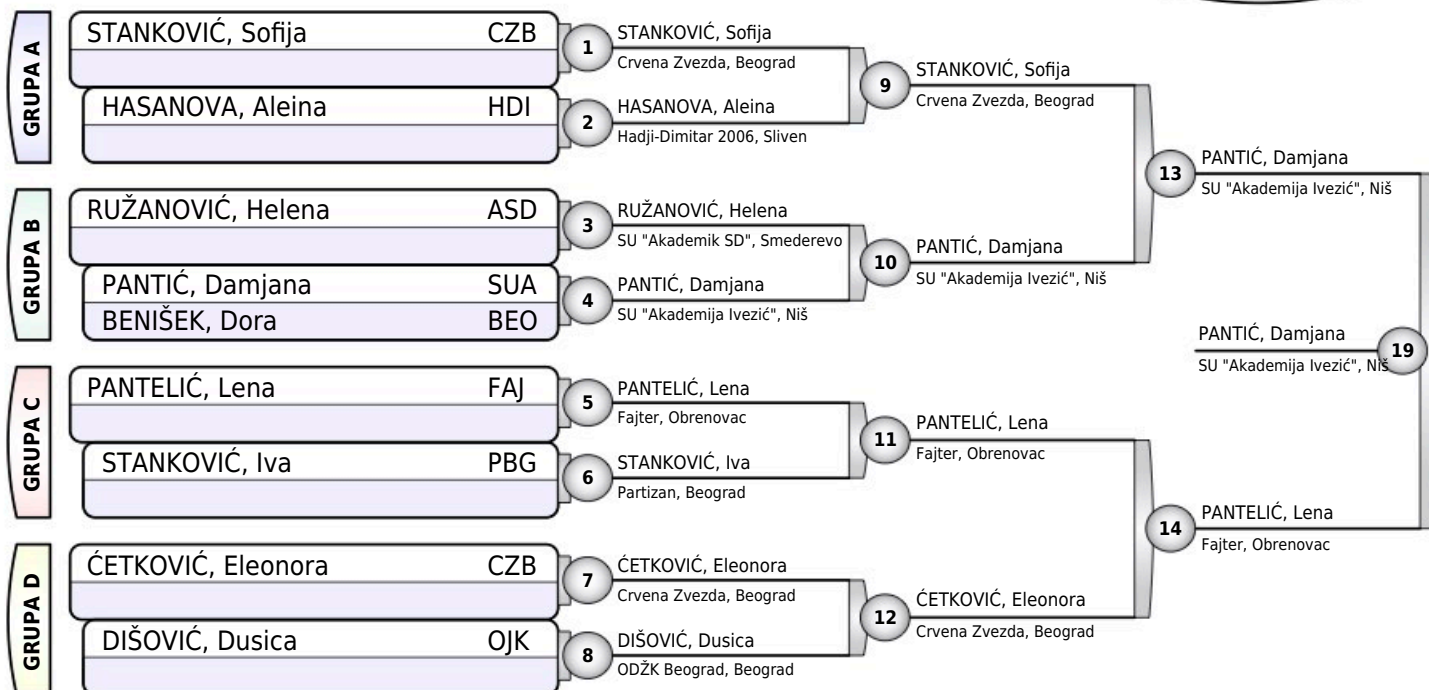 GRUPA A
STANKOVIĆ, Sofija CZB
HASANOVA, Aleina HDI
1
STANKOVIĆ, Sofija
Crvena Zvezda, Beograd
2
HASANOVA, Aleina
Hadji-Dimitar 2006, Sliven
9
STANKOVIĆ, Sofija
Crvena Zvezda, Beograd
GRUPA B
RUŽANOVIĆ, Helena ASD
PANTIĆ, Damjana SUA
BENIŠEK, Dora BEO
3
RUŽANOVIĆ, Helena
SU "Akademik SD", Smederevo
4
PANTIĆ, Damjana
SU "Akademija Ivezić", Niš
10
PANTIĆ, Damjana
SU "Akademija Ivezić", Niš
13
PANTIĆ, Damjana
SU "Akademija Ivezić", Niš
PANTIĆ, Damjana
SU "Akademija Ivezić", Niš
19
GRUPA C
PANTELIĆ, Lena FAJ
STANKOVIĆ, Iva PBG
5
PANTELIĆ, Lena
Fajter, Obrenovac
6
STANKOVIĆ, Iva
Partizan, Beograd
11
PANTELIĆ, Lena
Fajter, Obrenovac
GRUPA D
ĆETKOVIĆ, Eleonora CZB
DIŠOVIĆ, Dusica OJK
7
ĆETKOVIĆ, Eleonora
Crvena Zvezda, Beograd
8
DIŠOVIĆ, Dusica
ODŽK Beograd, Beograd
12
ĆETKOVIĆ, Eleonora
Crvena Zvezda, Beograd
14
PANTELIĆ, Lena
Fajter, Obrenovac